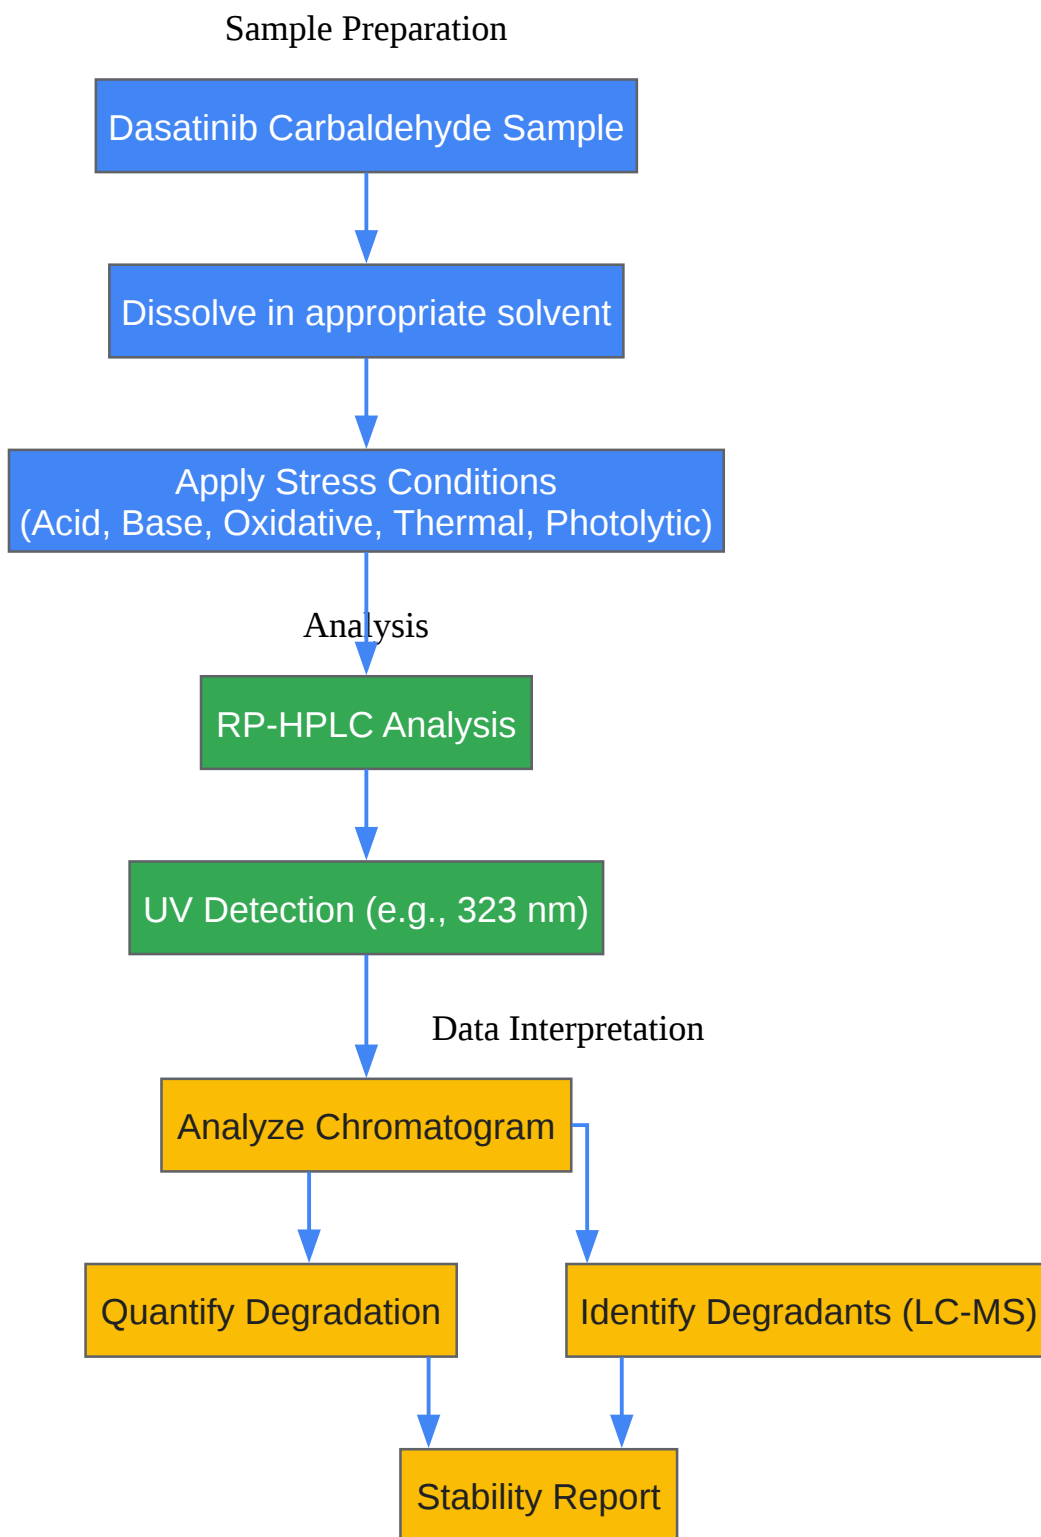 Sample Preparation
Dasatinib Carbaldehyde Sample
Dissolve in appropriate solvent
Apply Stress Conditions
(Acid, Base, Oxidative, Thermal, Photolytic)
Analysis
RP-HPLC Analysis
UV Detection (e.g., 323 nm)
Data Interpretation
Analyze Chromatogram
Quantify Degradation
Identify Degradants (LC-MS)
Stability Report